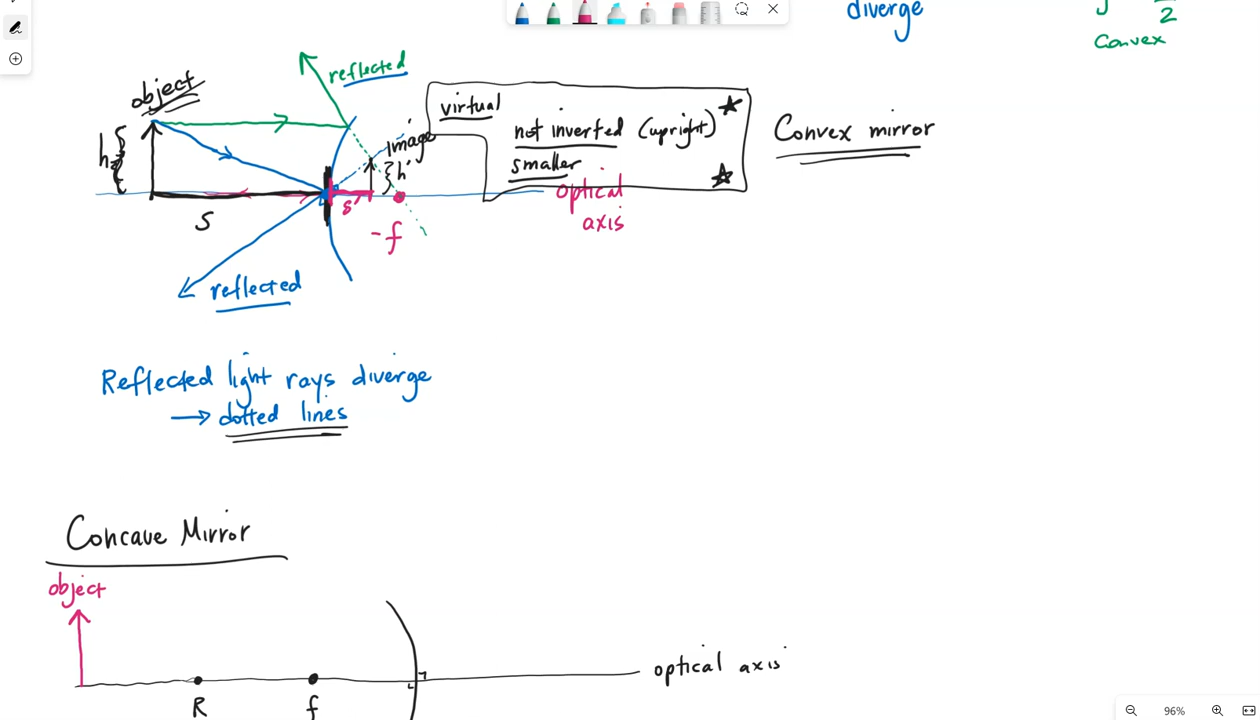 diverge
f
2
Convex
object
reflected
h
virtual
not inverted (upright)
smaller
Convex mirror
image
h'
s
s'
-f
optical
axis
reflected
Reflected light rays diverge
→ dotted lines
Concave Mirror
object
optical axis
R
f
96%